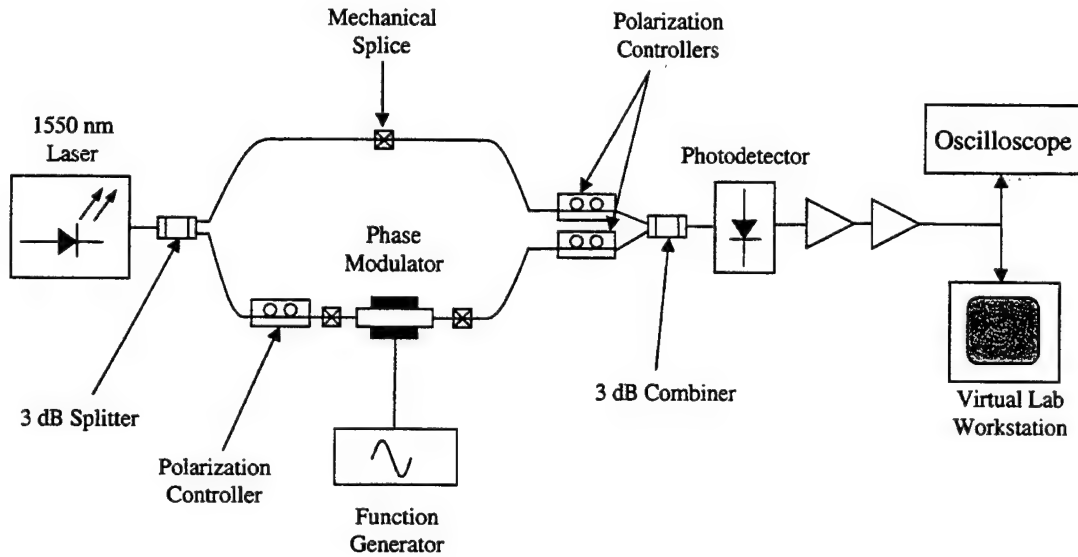 Mechanical
Splice
Polarization
Controllers
1550 nm
Laser
Photodetector
Oscilloscope
Phase
Modulator
3 dB Splitter
3 dB Combiner
Virtual Lab
Workstation
Polarization
Controller
Function
Generator